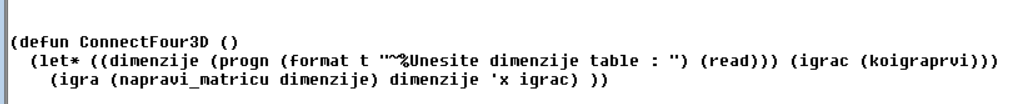 (defun ConnectFour3D ()
(let* ((dimenzije (progn (format t "~%Unesite dimenzije table : ") (read))) (igrac (koigraprvi)))
(igra (napravi_matricu dimenzije) dimenzije 'x igrac) ))